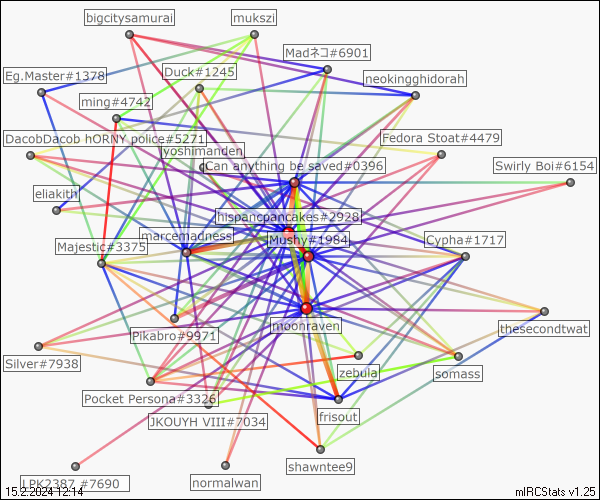 bigcitysamurai
mukszi
Madネコ#6901
Eg.Master#1378
Duck#1245
neokingghidorah
ming#4742
Dacobbacob hORNY police#5271
Fedora Stoat#4479
yoshimanden
Can anything be saved#0396
Swirly Boi#6154
eliakith
hispancpancakes#2928
marcemadness
Mushy#1984
Cypha#1717
Majestic#3375
moonraven
thesecondtwat
Pikabro#9971
Silver#7938
zebula
somass
Pocket Persona#3326
frisout
JKOUYH VIII#7034
shawntee9
LPK2387 #7690
normalwan
15.2.2024 12:14
mIRCStats v1.25